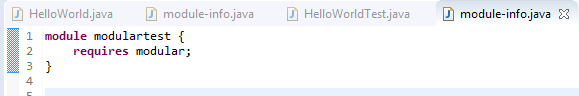 HelloWorld.java module-info.java HelloWorldTest.java module-info.java
1 module modulartest {
2     requires modular;
3 }
4
5